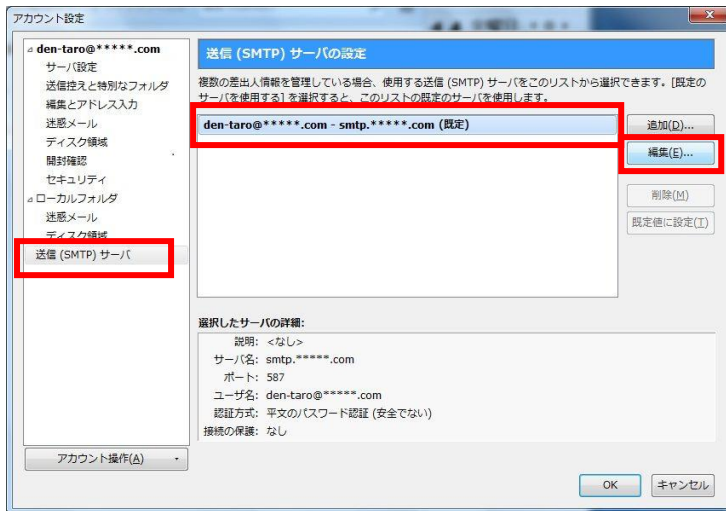 アカウント設定
den-taro@*****.com
サーバ設定
送信控えと特別なフォルダ
編集とアドレス入力
迷惑メール
ディスク領域
開封確認
セキュリティ
ローカルフォルダ
迷惑メール
ディスク領域
送信 (SMTP) サーバ
アカウント操作(A)
送信 (SMTP) サーバの設定
複数の差出人情報を管理している場合、使用する送信 (SMTP) サーバをこのリストから選択できます。[既定の
サーバを使用する] を選択すると、このリストの既定のサーバを使用します。
den-taro@*****.com - smtp.*****.com (既定)
追加(D)...
編集(E)...
削除(M)
既定値に設定(T)
選択したサーバの詳細:
説明: <なし>
サーバ名: smtp.*****.com
ポート: 587
ユーザ名: den-taro@*****.com
認証方式: 平文のパスワード認証 (安全でない)
接続の保護: なし
OK
キャンセル